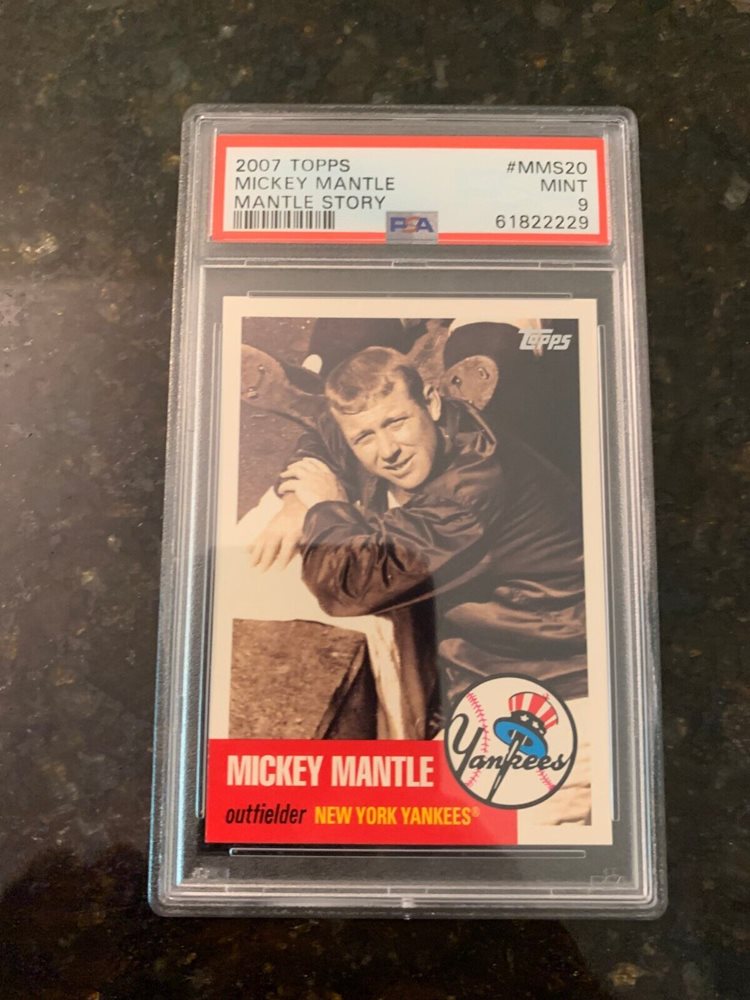 2007 TOPPS #MMS20
MICKEY MANTLE MINT
MANTLE STORY 9
PSA 61822229
Topps
Yankees
MICKEY MANTLE
outfielder NEW YORK YANKEES®